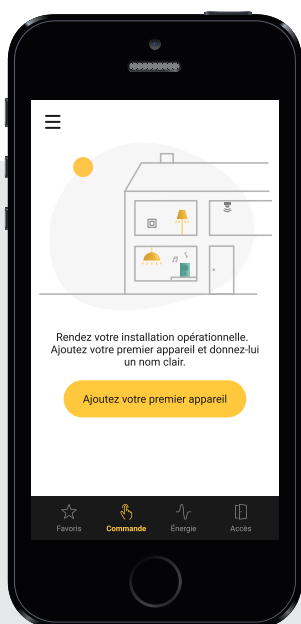 Rendez votre installation opérationnelle.
Ajoutez votre premier appareil et donnez-lui
un nom clair.
Ajoutez votre premier appareil
Favoris Commande Énergie Accès